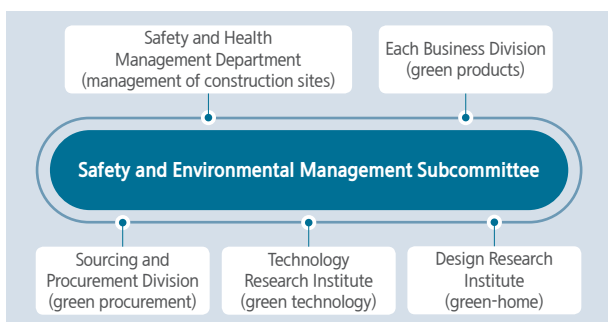 Safety and Health
Management Department
(management of construction sites)
Each Business Division
(green products)
Safety and Environmental Management Subcommittee
Sourcing and
Procurement Division
(green procurement)
Technology
Research Institute
(green technology)
Design Research
Institute
(green-home)